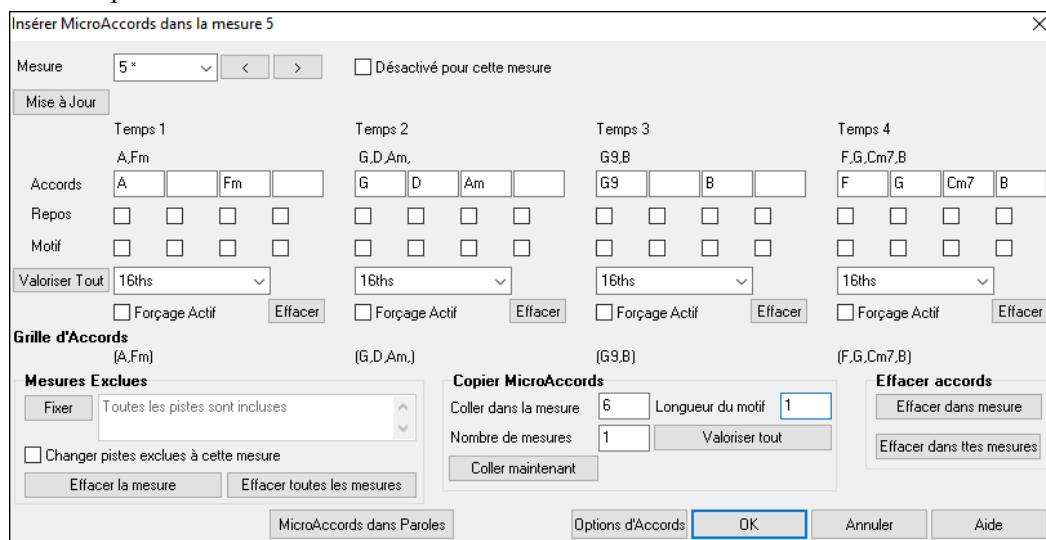 Insérer MicroAccords dans la mesure 5
Mesure 5 * < > Désactivé pour cette mesure
Mise à Jour
Temps 1 Temps 2 Temps 3 Temps 4
A,Fm G,D,Am, G9,B F,G,Cm7,B
Accords A Fm G D Am G9 B F G Cm7 B
Repos
Motif
Valoriser Tout 16ths 16ths 16ths 16ths
Forçage Actif Effacer Forçage Actif Effacer Forçage Actif Effacer Forçage Actif Effacer
Grille d'Accords
(A,Fm) (G,D,Am,) (G9,B) (F,G,Cm7,B)
Mesures Exclues Copier MicroAccords Effacer accords
Fixer Toutes les pistes sont incluses Coller dans la mesure 6 Longueur du motif 1 Effacer dans mesure
Nombre de mesures 1 Valoriser tout
Changer pistes exclues à cette mesure Effacer dans ttes mesures
Coller maintenant
Effacer la mesure Effacer toutes les mesures
MicroAccords dans Paroles Options d'Accords OK Annuler Aide